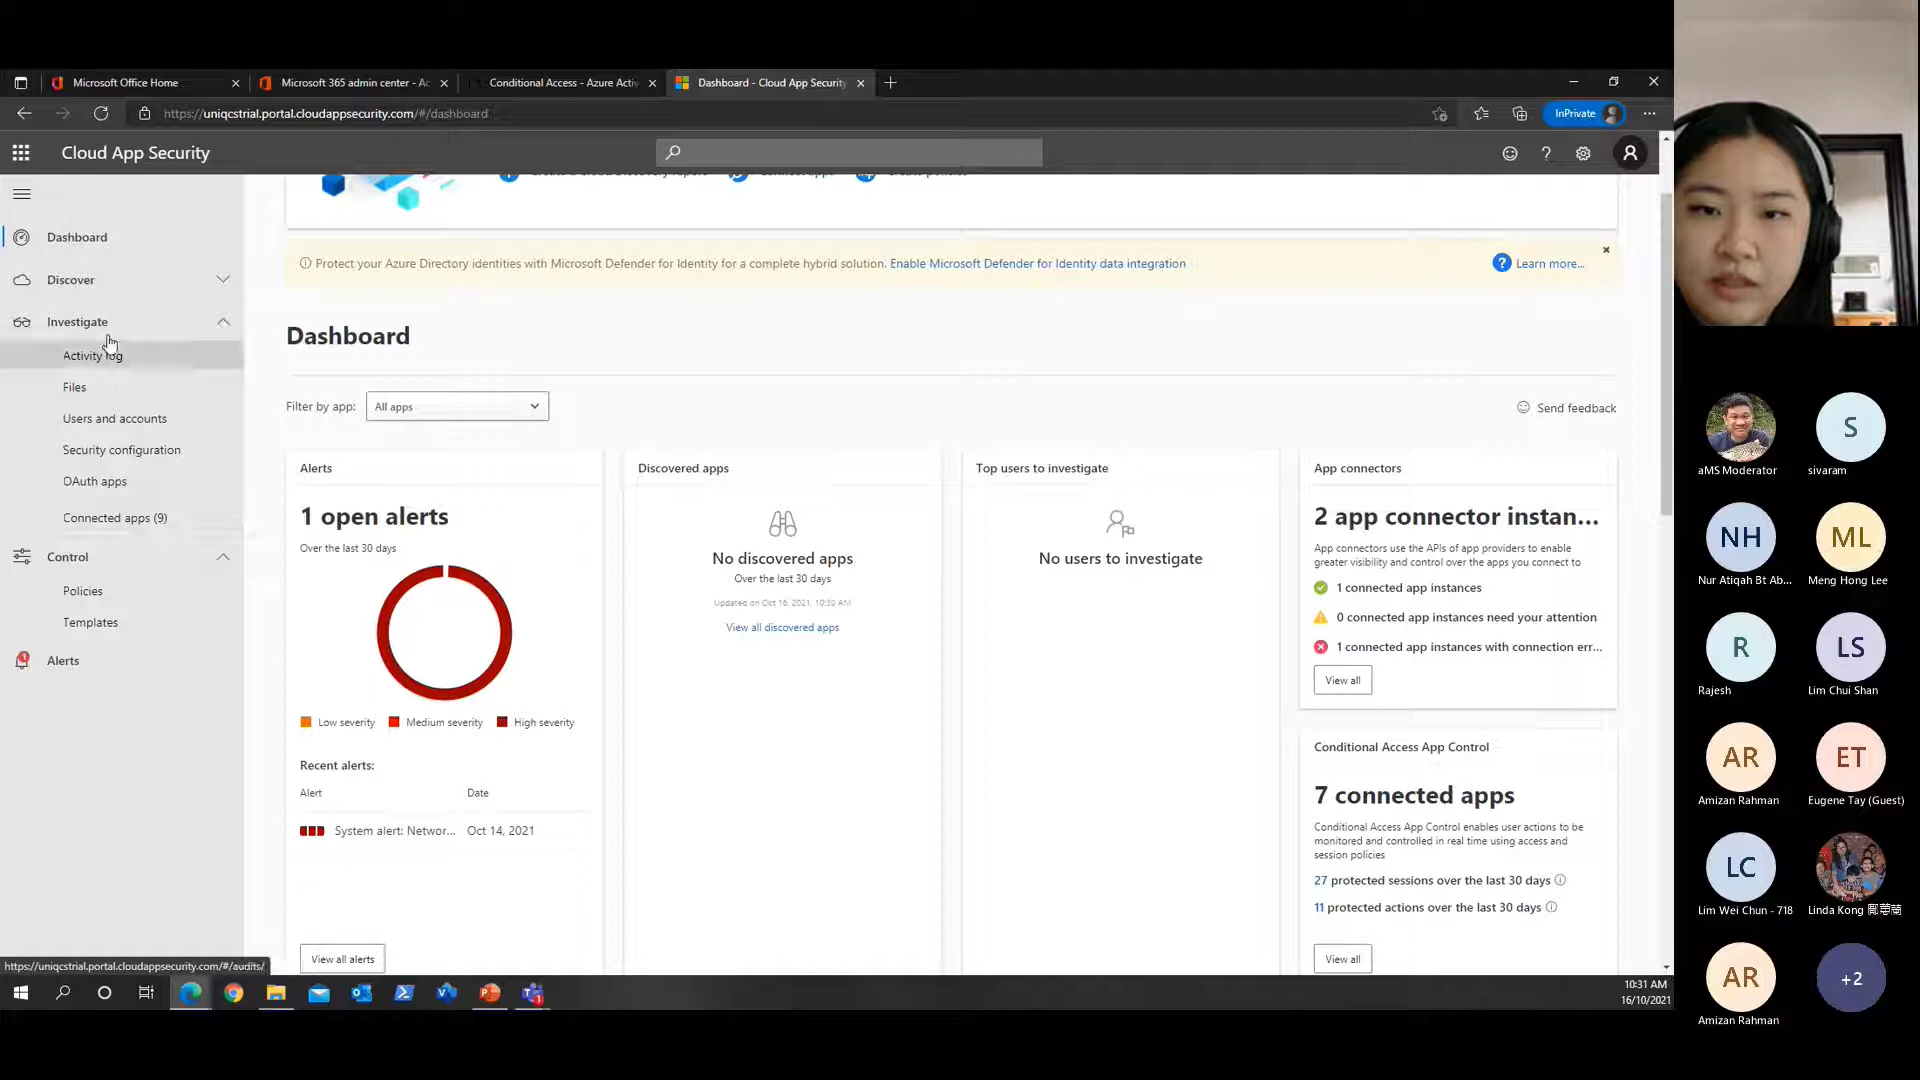 Microsoft Office Home
Microsoft 365 admin center - Ac
Conditional Access - Azure Activ
Dashboard - Cloud App Security
https://uniqcstrial.portal.cloudappsecurity.com/#/dashboard
InPrivate
Cloud App Security
Dashboard
Discover
Investigate
Activity log
Files
Users and accounts
Security configuration
OAuth apps
Connected apps (9)
Control
Policies
Templates
Alerts
Protect your Azure Directory identities with Microsoft Defender for Identity for a complete hybrid solution. Enable Microsoft Defender for Identity data integration
Learn more...
Dashboard
Filter by app: All apps
Send feedback
Alerts
1 open alerts
Over the last 30 days
Low severity Medium severity High severity
Recent alerts:
Alert Date
System alert: Networ... Oct 14, 2021
View all alerts
Discovered apps
No discovered apps
Over the last 30 days
Updated on Oct 16, 2021, 10:30 AM
View all discovered apps
Top users to investigate
No users to investigate
App connectors
2 app connector instan...
App connectors use the APIs of app providers to enable
greater visibility and control over the apps you connect to
1 connected app instances
0 connected app instances need your attention
1 connected app instances with connection err...
View all
Conditional Access App Control
7 connected apps
Conditional Access App Control enables user actions to be
monitored and controlled in real time using access and
session policies
27 protected sessions over the last 30 days
11 protected actions over the last 30 days
View all
https://uniqcstrial.portal.cloudappsecurity.com/#/audits/
10:31 AM
16/10/2021
aMS Moderator
S
sivaram
NH
Nur Atiqah Bt Ab...
ML
Meng Hong Lee
R
Rajesh
LS
Lim Chui Shan
AR
Amizan Rahman
ET
Eugene Tay (Guest)
LC
Lim Wei Chun - 718
Linda Kong
AR
Amizan Rahman
+2